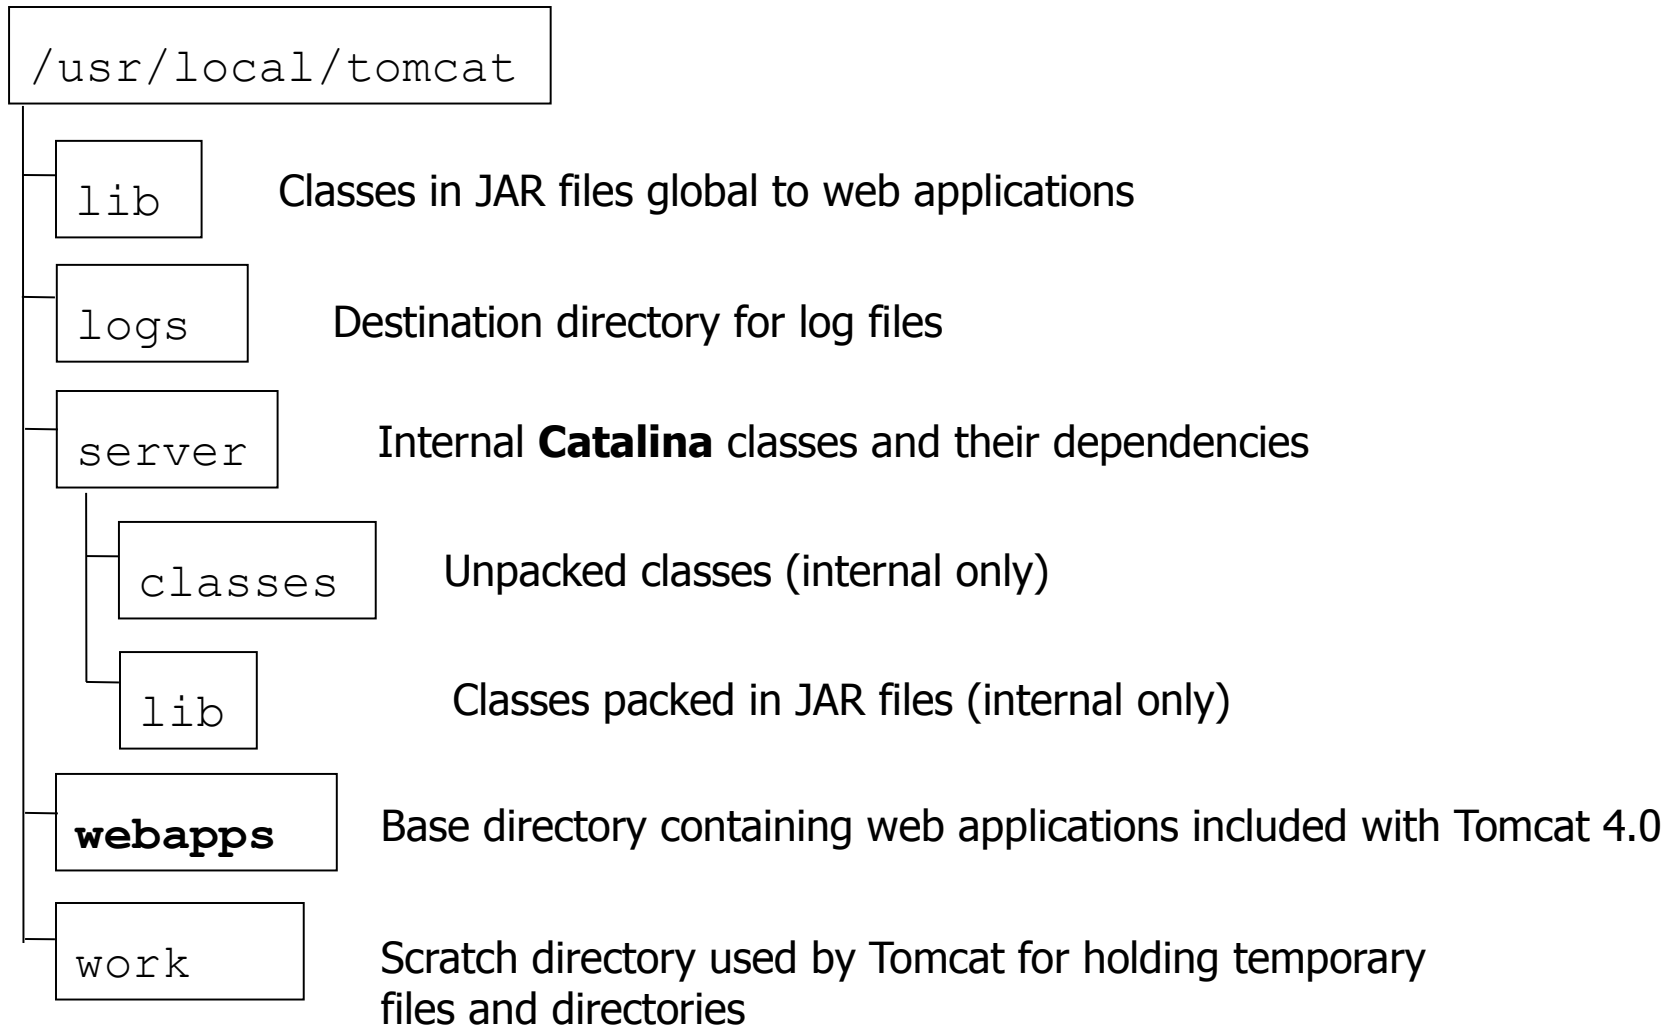 /usr/local/tomcat
lib
Classes in JAR files global to web applications
logs
Destination directory for log files
server
Internal Catalina classes and their dependencies
classes
Unpacked classes (internal only)
lib
Classes packed in JAR files (internal only)
webapps
Base directory containing web applications included with Tomcat 4.0
work
Scratch directory used by Tomcat for holding temporary
files and directories